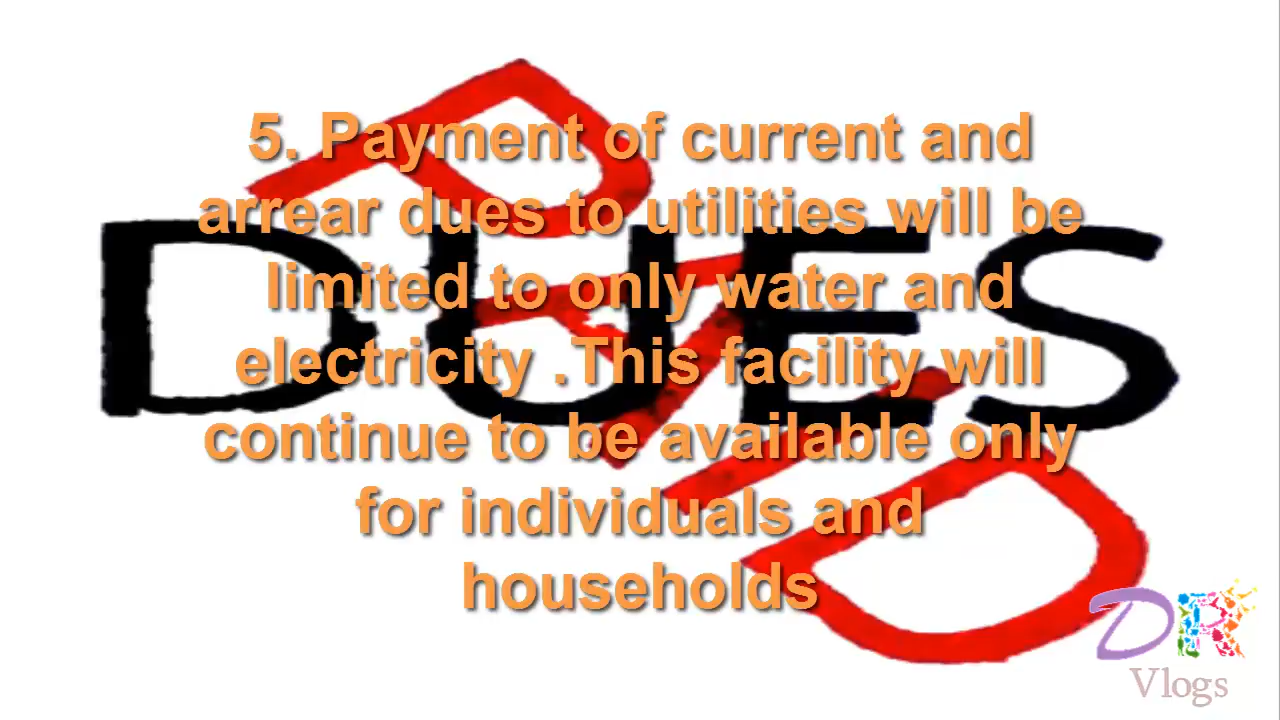 5. Payment of current and
arrear dues to utilities will be
limited to only water and
electricity .This facility will
continue to be available only
for individuals and
households
DUES
PAID
DR
Vlogs